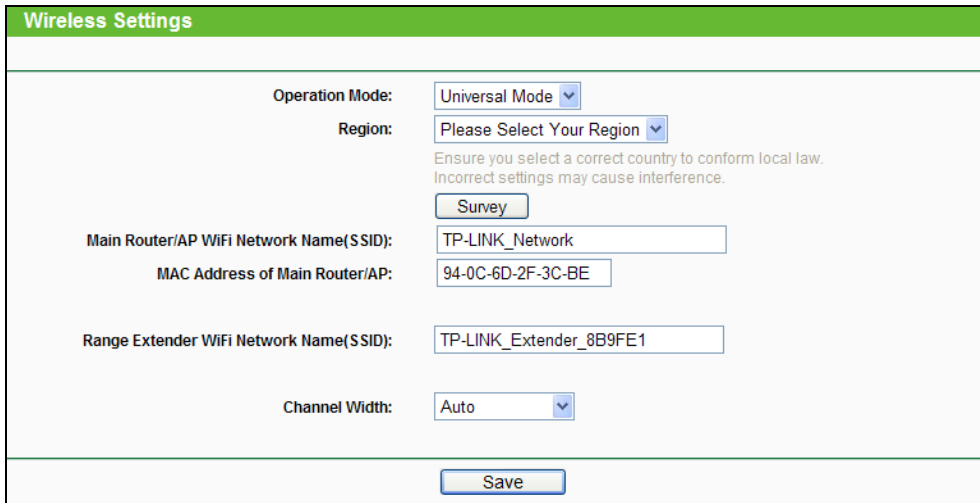 Wireless Settings
Operation Mode: Universal Mode
Region: Please Select Your Region
Ensure you select a correct country to conform local law.
Incorrect settings may cause interference.
Survey
Main Router/AP WiFi Network Name(SSID): TP-LINK_Network
MAC Address of Main Router/AP: 94-0C-6D-2F-3C-BE
Range Extender WiFi Network Name(SSID): TP-LINK_Extender_8B9FE1
Channel Width: Auto
Save